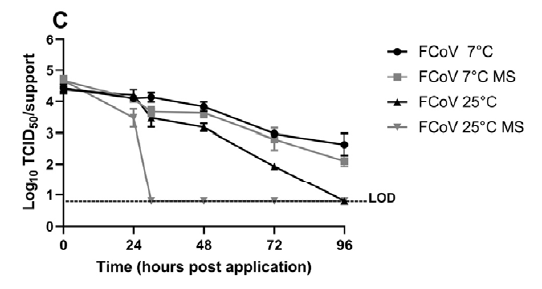 C
Log10 TCID50/support
6
5
4
3
2
1
0
LOD
0 24 48 72 96
Time (hours post application)
FCoV 7°C
FCoV 7°C MS
FCoV 25°C
FCoV 25°C MS